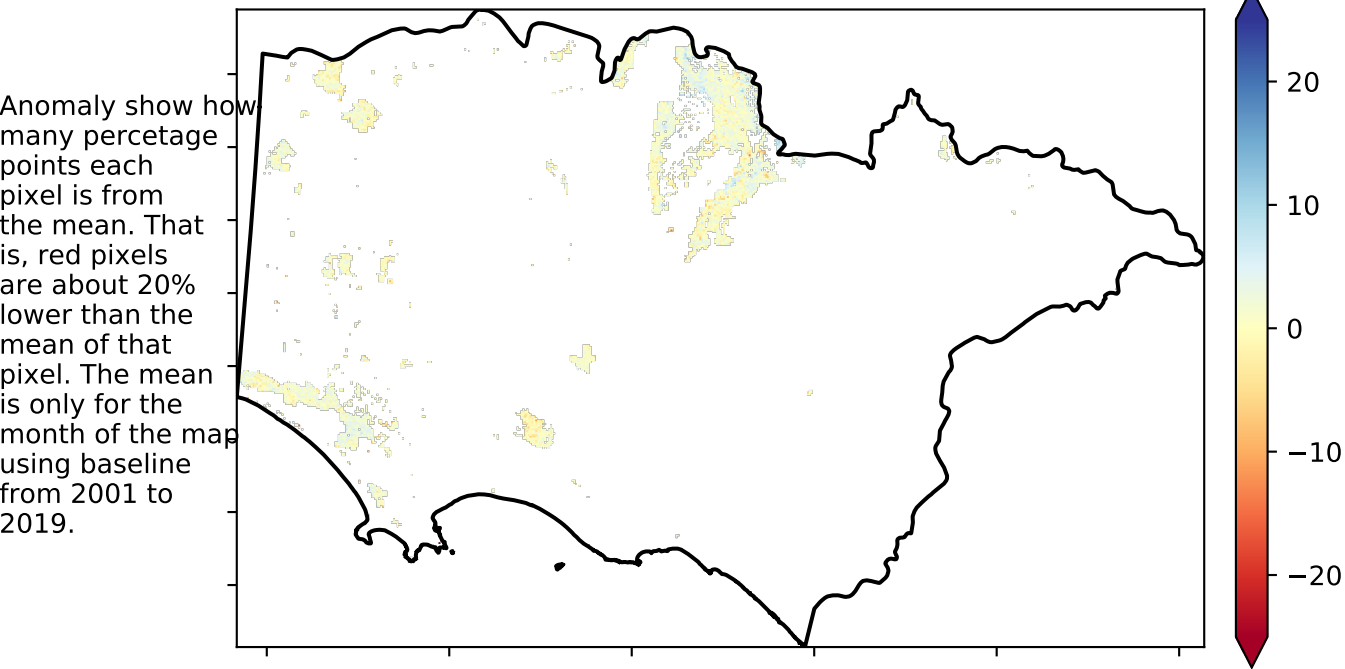 Anomaly show how
many percetage
points each
pixel is from
the mean. That
is, red pixels
are about 20%
lower than the
mean of that
pixel. The mean
is only for the
month of the map
using baseline
from 2001 to
2019.
20
10
0
−10
−20